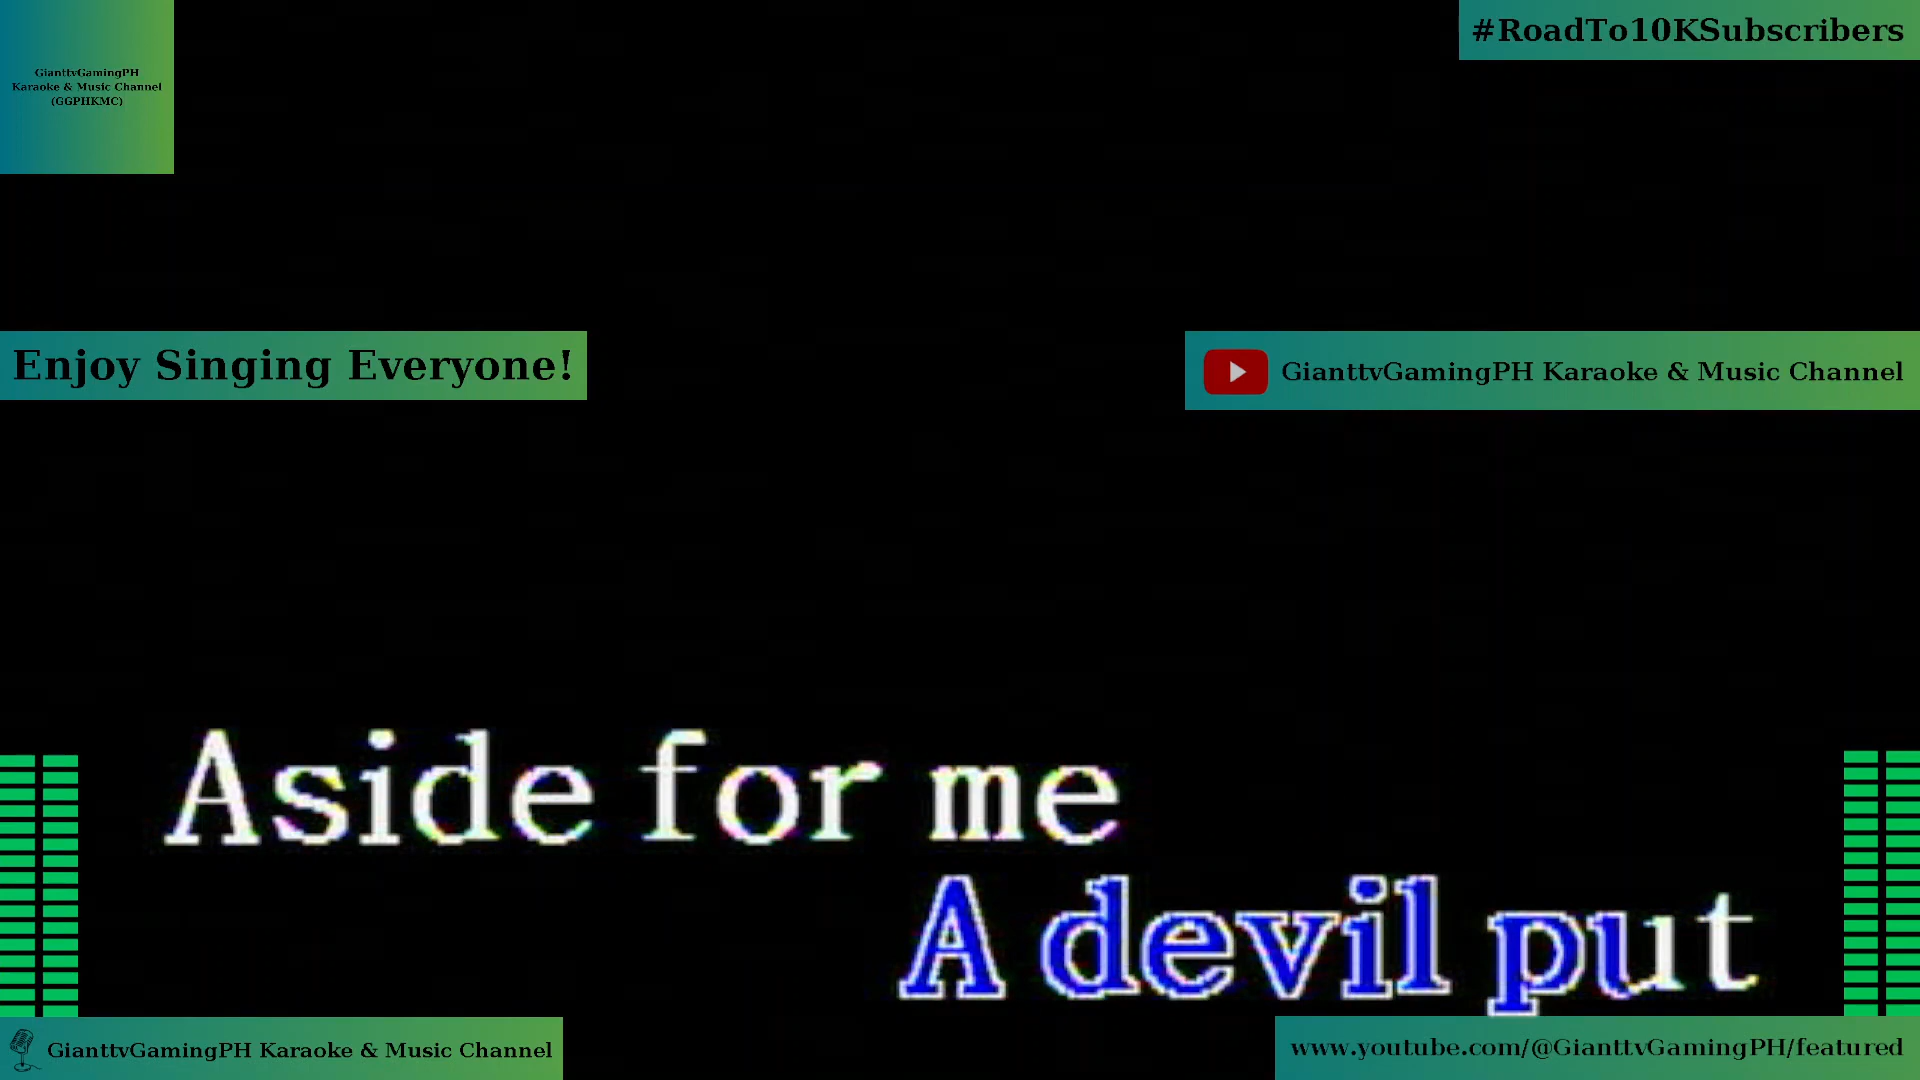 GianttvGamingPH
Karaoke & Music Channel
(GGPHKMC)
#RoadTo10KSubscribers
Enjoy Singing Everyone!
GianttvGamingPH Karaoke & Music Channel
Aside for me
A devil put
GianttvGamingPH Karaoke & Music Channel
www.youtube.com/@GianttvGamingPH/featured